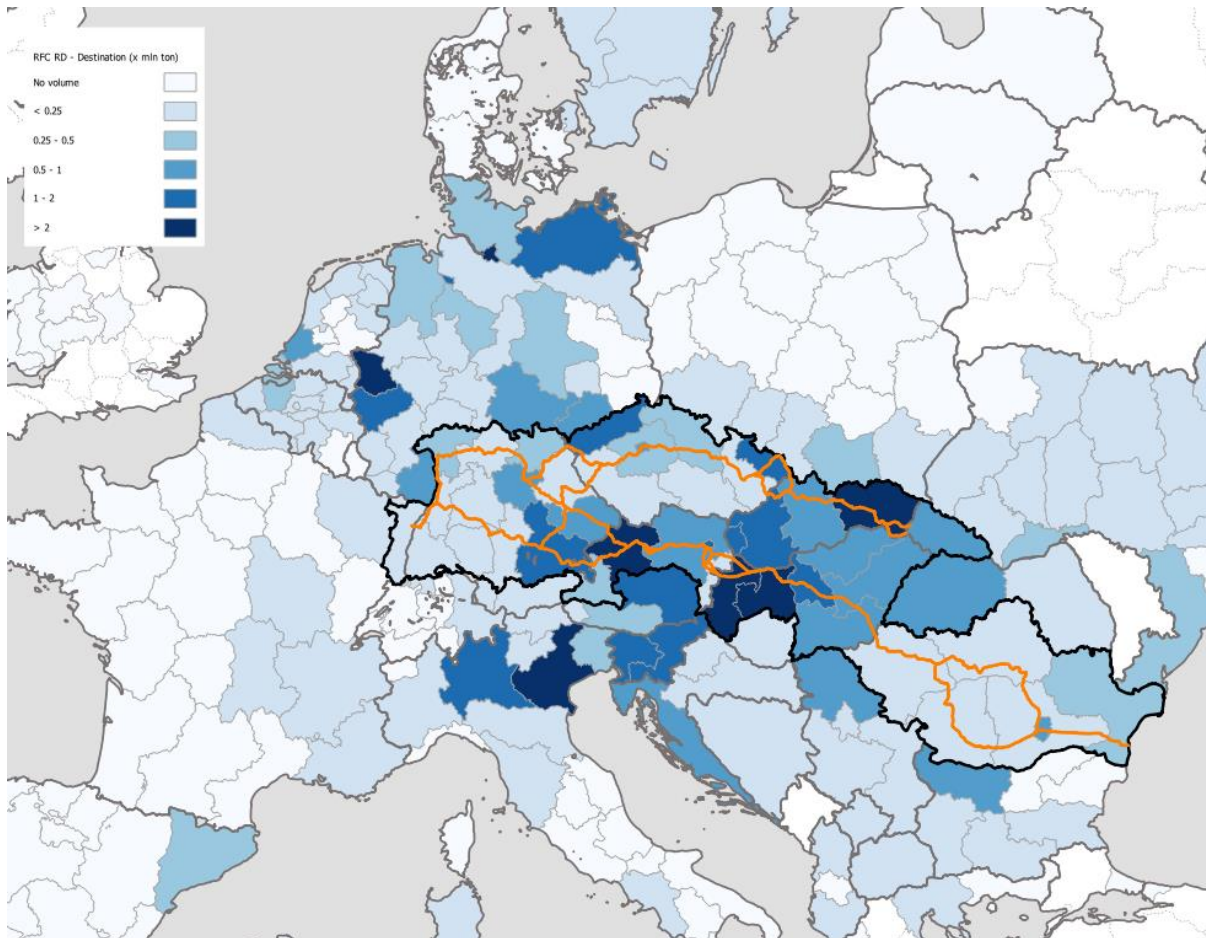 RFC RD - Destination (x mln ton)
No volume
< 0.25
0.25 - 0.5
0.5 - 1
1 - 2
> 2